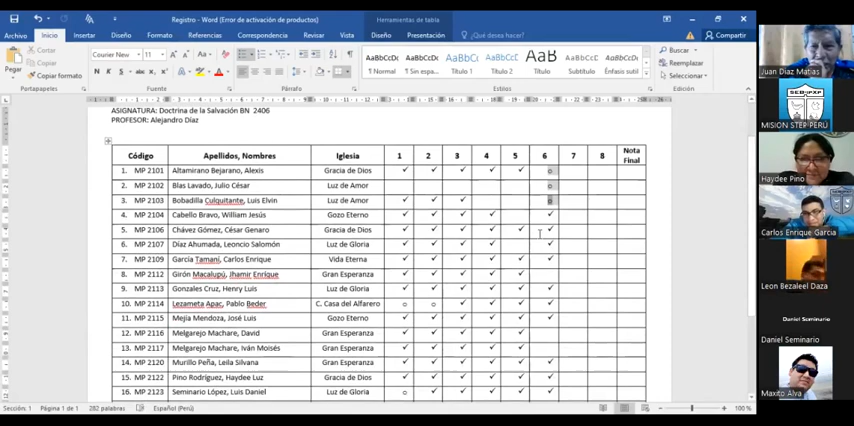 Registro - Word (Error de activación de productos)
Herramientas de tabla
Archivo Inicio Insertar Diseño Formato Referencias Correspondencia Revisar Vista Diseño Presentación ¿Qué desea hacer? Compartir
Cortar
Copiar
Copiar formato
Pegar
Courier New 11
N K S abc
AaBbCcDc AaBbCcDc AaBbCc AaBbCcC AaB AaBbCcC AaBbCcDc
¶ Normal ¶ Sin espa... Título 1 Título 2 Título Subtítulo Énfasis sutil
Buscar
Reemplazar
Seleccionar
Portapapeles Fuente Párrafo Estilos Edición
ASIGNATURA: Doctrina de la Salvación BN 2406
PROFESOR: Alejandro Díaz
Código Apellidos, Nombres Iglesia 1 2 3 4 5 6 7 8 Nota Final
1. MP 2101 Altamirano Bejarano, Alexis Gracia de Dios ✓ ✓ ✓ ✓ ✓ o
2. MP 2102 Blas Lavado, Julio César Luz de Amor o
3. MP 2103 Bobadilla Culquitante, Luis Elvin Luz de Amor ✓ ✓ ✓ o
4. MP 2104 Cabello Bravo, William Jesús Gozo Eterno ✓ ✓ ✓ ✓ ✓
5. MP 2106 Chávez Gómez, César Genaro Gracia de Dios ✓ ✓ ✓ ✓ ✓ ✓
6. MP 2107 Díaz Ahumada, Leoncio Salomón Luz de Gloria ✓ ✓ ✓ ✓ ✓
7. MP 2109 García Tamaní, Carlos Enrique Vida Eterna ✓ ✓ ✓ ✓ ✓ ✓
8. MP 2112 Girón Macalupú, Jhamir Enrique Gran Esperanza ✓ ✓ ✓ ✓ ✓
9. MP 2113 Gonzales Cruz, Henry Luis Luz de Gloria ✓ ✓ ✓ ✓ ✓ ✓
10. MP 2114 Lezameta Apac, Pablo Beder C. Casa del Alfarero o o ✓ ✓ ✓ ✓
11. MP 2115 Mejía Mendoza, José Luis Gozo Eterno ✓ ✓ ✓ ✓ ✓ ✓
12. MP 2116 Melgarejo Machare, David Gran Esperanza ✓ ✓ ✓ ✓ ✓
13. MP 2117 Melgarejo Machare, Iván Moisés Gran Esperanza ✓ ✓ ✓ ✓ ✓
14. MP 2120 Murillo Peña, Leila Silvana Gran Esperanza ✓ ✓ ✓ ✓ ✓ ✓
15. MP 2122 Pino Rodríguez, Haydee Luz Gracia de Dios ✓ ✓ ✓ ✓ ✓ ✓
16. MP 2123 Seminario López, Luis Daniel Luz de Gloria o ✓ ✓ ✓ ✓ ✓
Sección: 1 Página 1 de 1 282 palabras Español (Perú) 100 %
Juan Diaz Matias
MISION STEP PERÚ
Haydee Pino
Carlos Enrique Garcia
Leon Bezaleel Daza
Daniel Seminario
Daniel Seminario
Maxito Alva